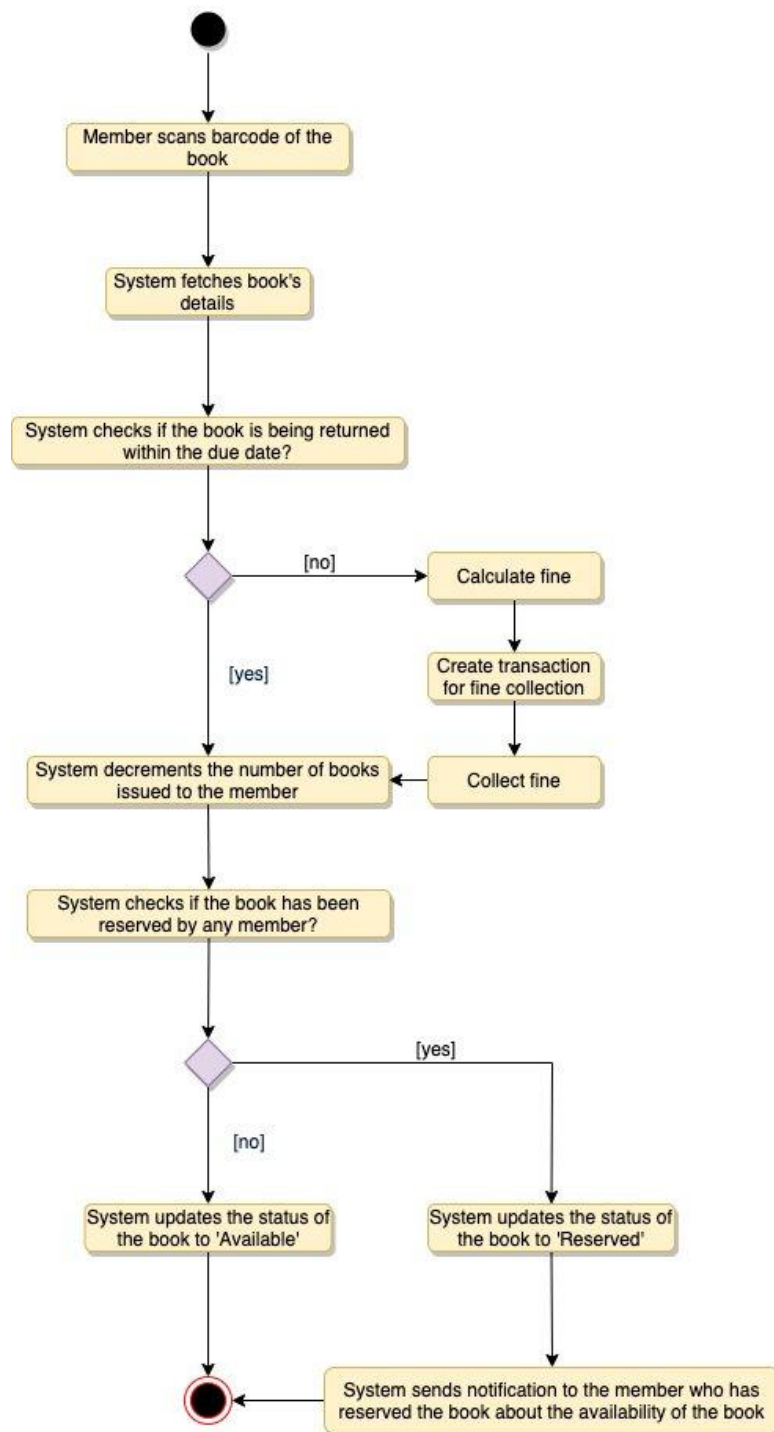 Member scans barcode of the
book
System fetches book's
details
System checks if the book is being returned
within the due date?
[no]
Calculate fine
[yes]
Create transaction
for fine collection
System decrements the number of books
issued to the member
Collect fine
System checks if the book has been
reserved by any member?
[yes]
[no]
System updates the status of
the book to 'Available'
System updates the status of
the book to 'Reserved'
System sends notification to the member who has
reserved the book about the availability of the book